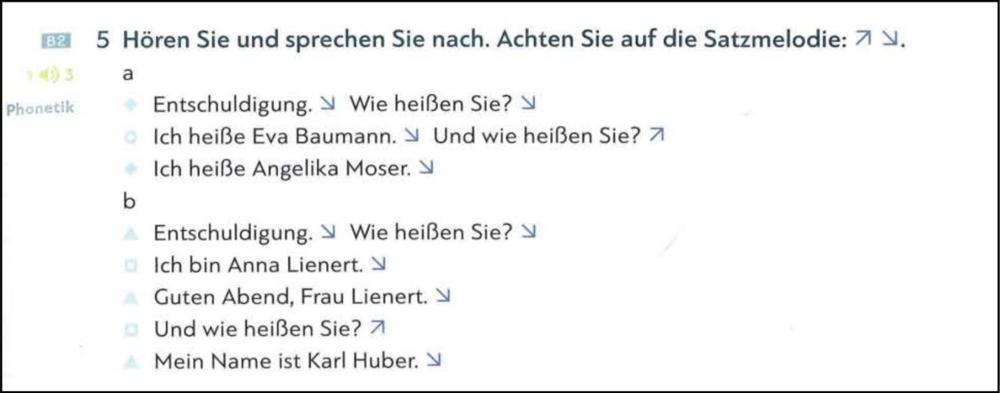 B2 5 Hören Sie und sprechen Sie nach. Achten Sie auf die Satzmelodie: ↗ ↘.
1 🔊 3 a
Phonetik Entschuldigung. ↘ Wie heißen Sie? ↘
Ich heiße Eva Baumann. ↘ Und wie heißen Sie? ↗
Ich heiße Angelika Moser. ↘
b
Entschuldigung. ↘ Wie heißen Sie? ↘
Ich bin Anna Lienert. ↘
Guten Abend, Frau Lienert. ↘
Und wie heißen Sie? ↗
Mein Name ist Karl Huber. ↘